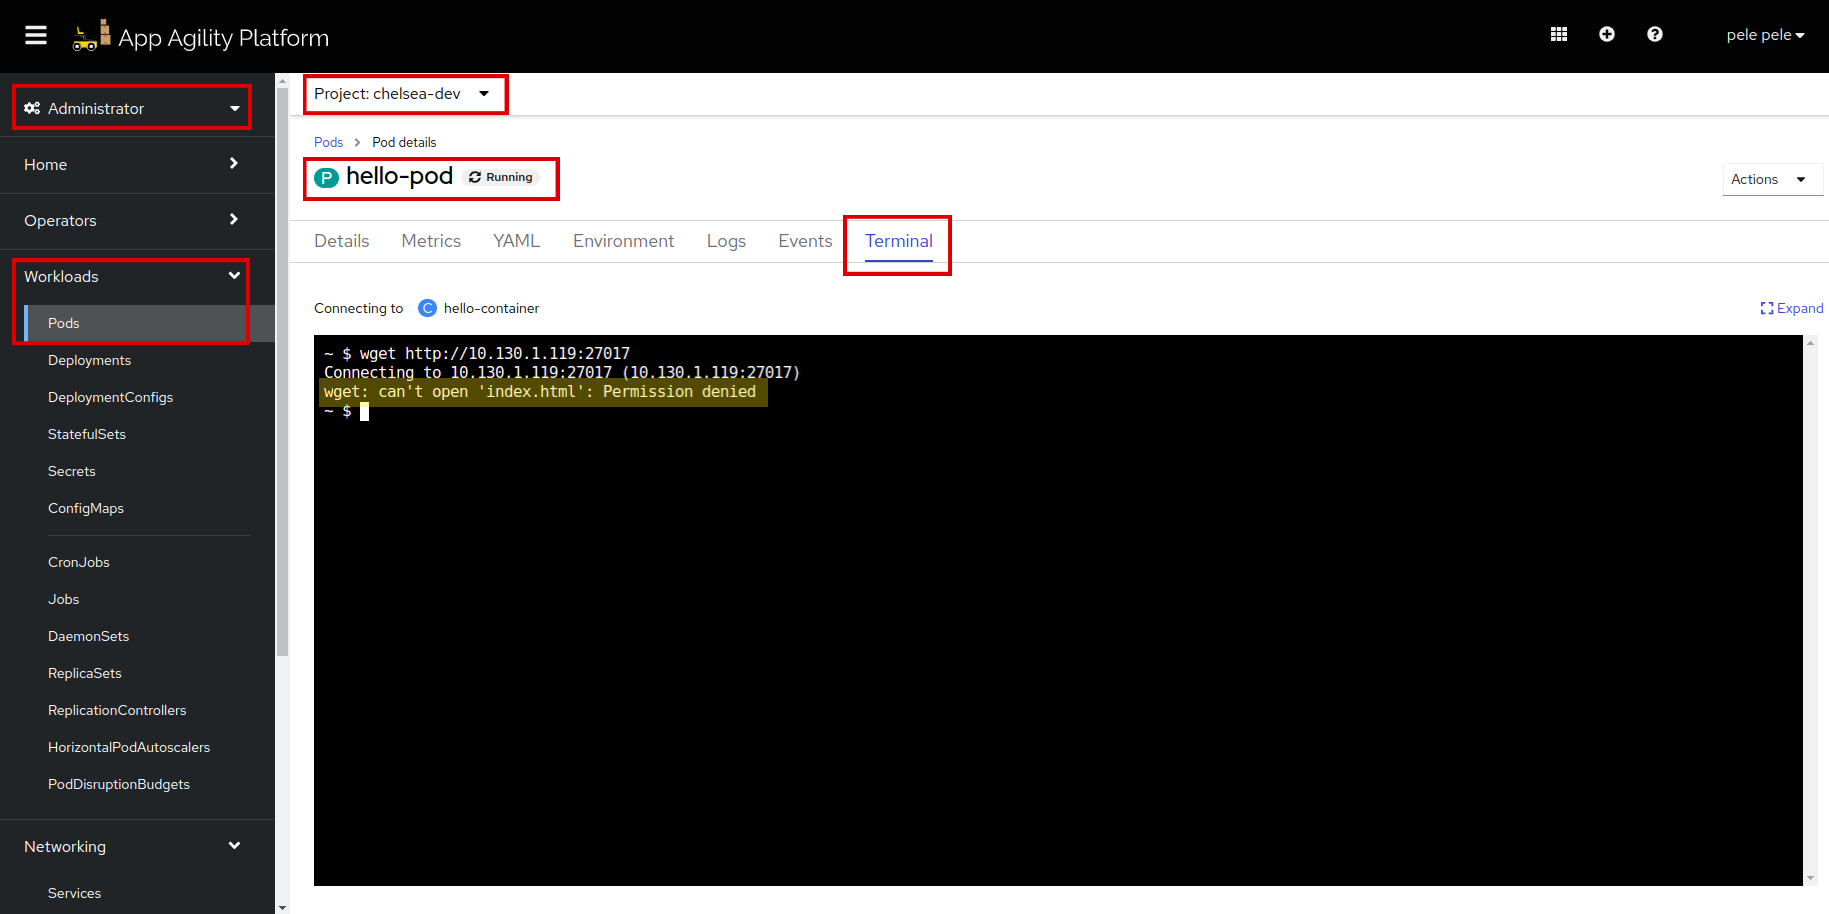 App Agility Platform
pele pele
Administrator
Home
Operators
Workloads
Pods
Deployments
DeploymentConfigs
StatefulSets
Secrets
ConfigMaps
CronJobs
Jobs
DaemonSets
ReplicaSets
ReplicationControllers
HorizontalPodAutoscalers
PodDisruptionBudgets
Networking
Services
Project: chelsea-dev
Pods > Pod details
P hello-pod Running
Actions
Details Metrics YAML Environment Logs Events Terminal
Connecting to C hello-container
Expand
~ $ wget http://10.130.1.119:27017
Connecting to 10.130.1.119:27017 (10.130.1.119:27017)
wget: can't open 'index.html': Permission denied
~ $